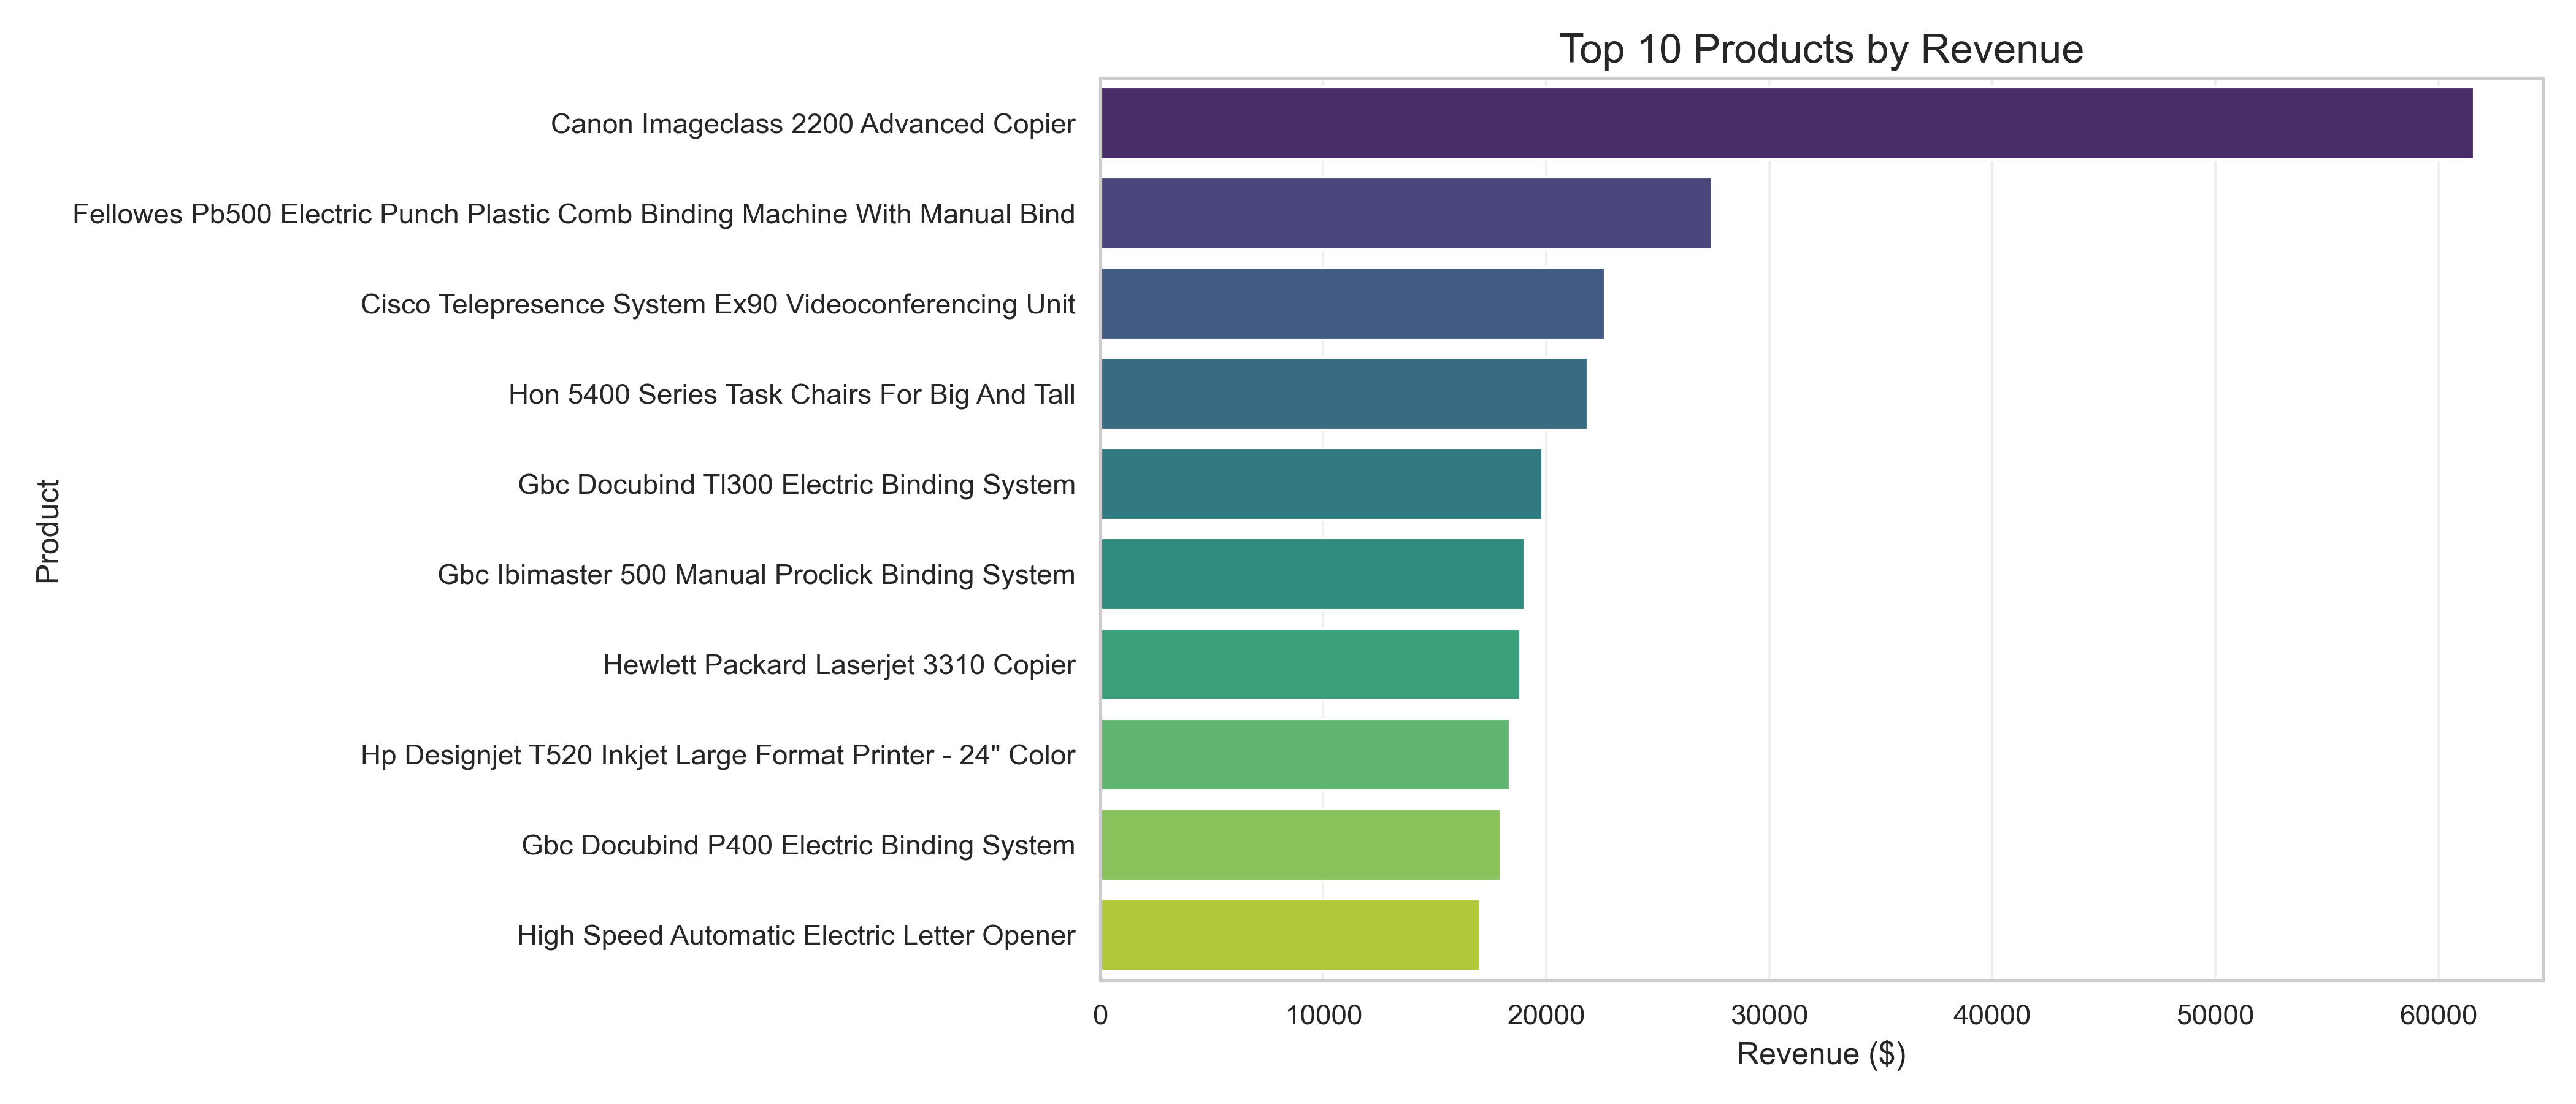 Top 10 Products by Revenue
Canon Imageclass 2200 Advanced Copier
Fellowes Pb500 Electric Punch Plastic Comb Binding Machine With Manual Bind
Cisco Telepresence System Ex90 Videoconferencing Unit
Hon 5400 Series Task Chairs For Big And Tall
Gbc Docubind Tl300 Electric Binding System
Gbc Ibimaster 500 Manual Proclick Binding System
Hewlett Packard Laserjet 3310 Copier
Hp Designjet T520 Inkjet Large Format Printer - 24" Color
Gbc Docubind P400 Electric Binding System
High Speed Automatic Electric Letter Opener
Product
0 10000 20000 30000 40000 50000 60000
Revenue ($)